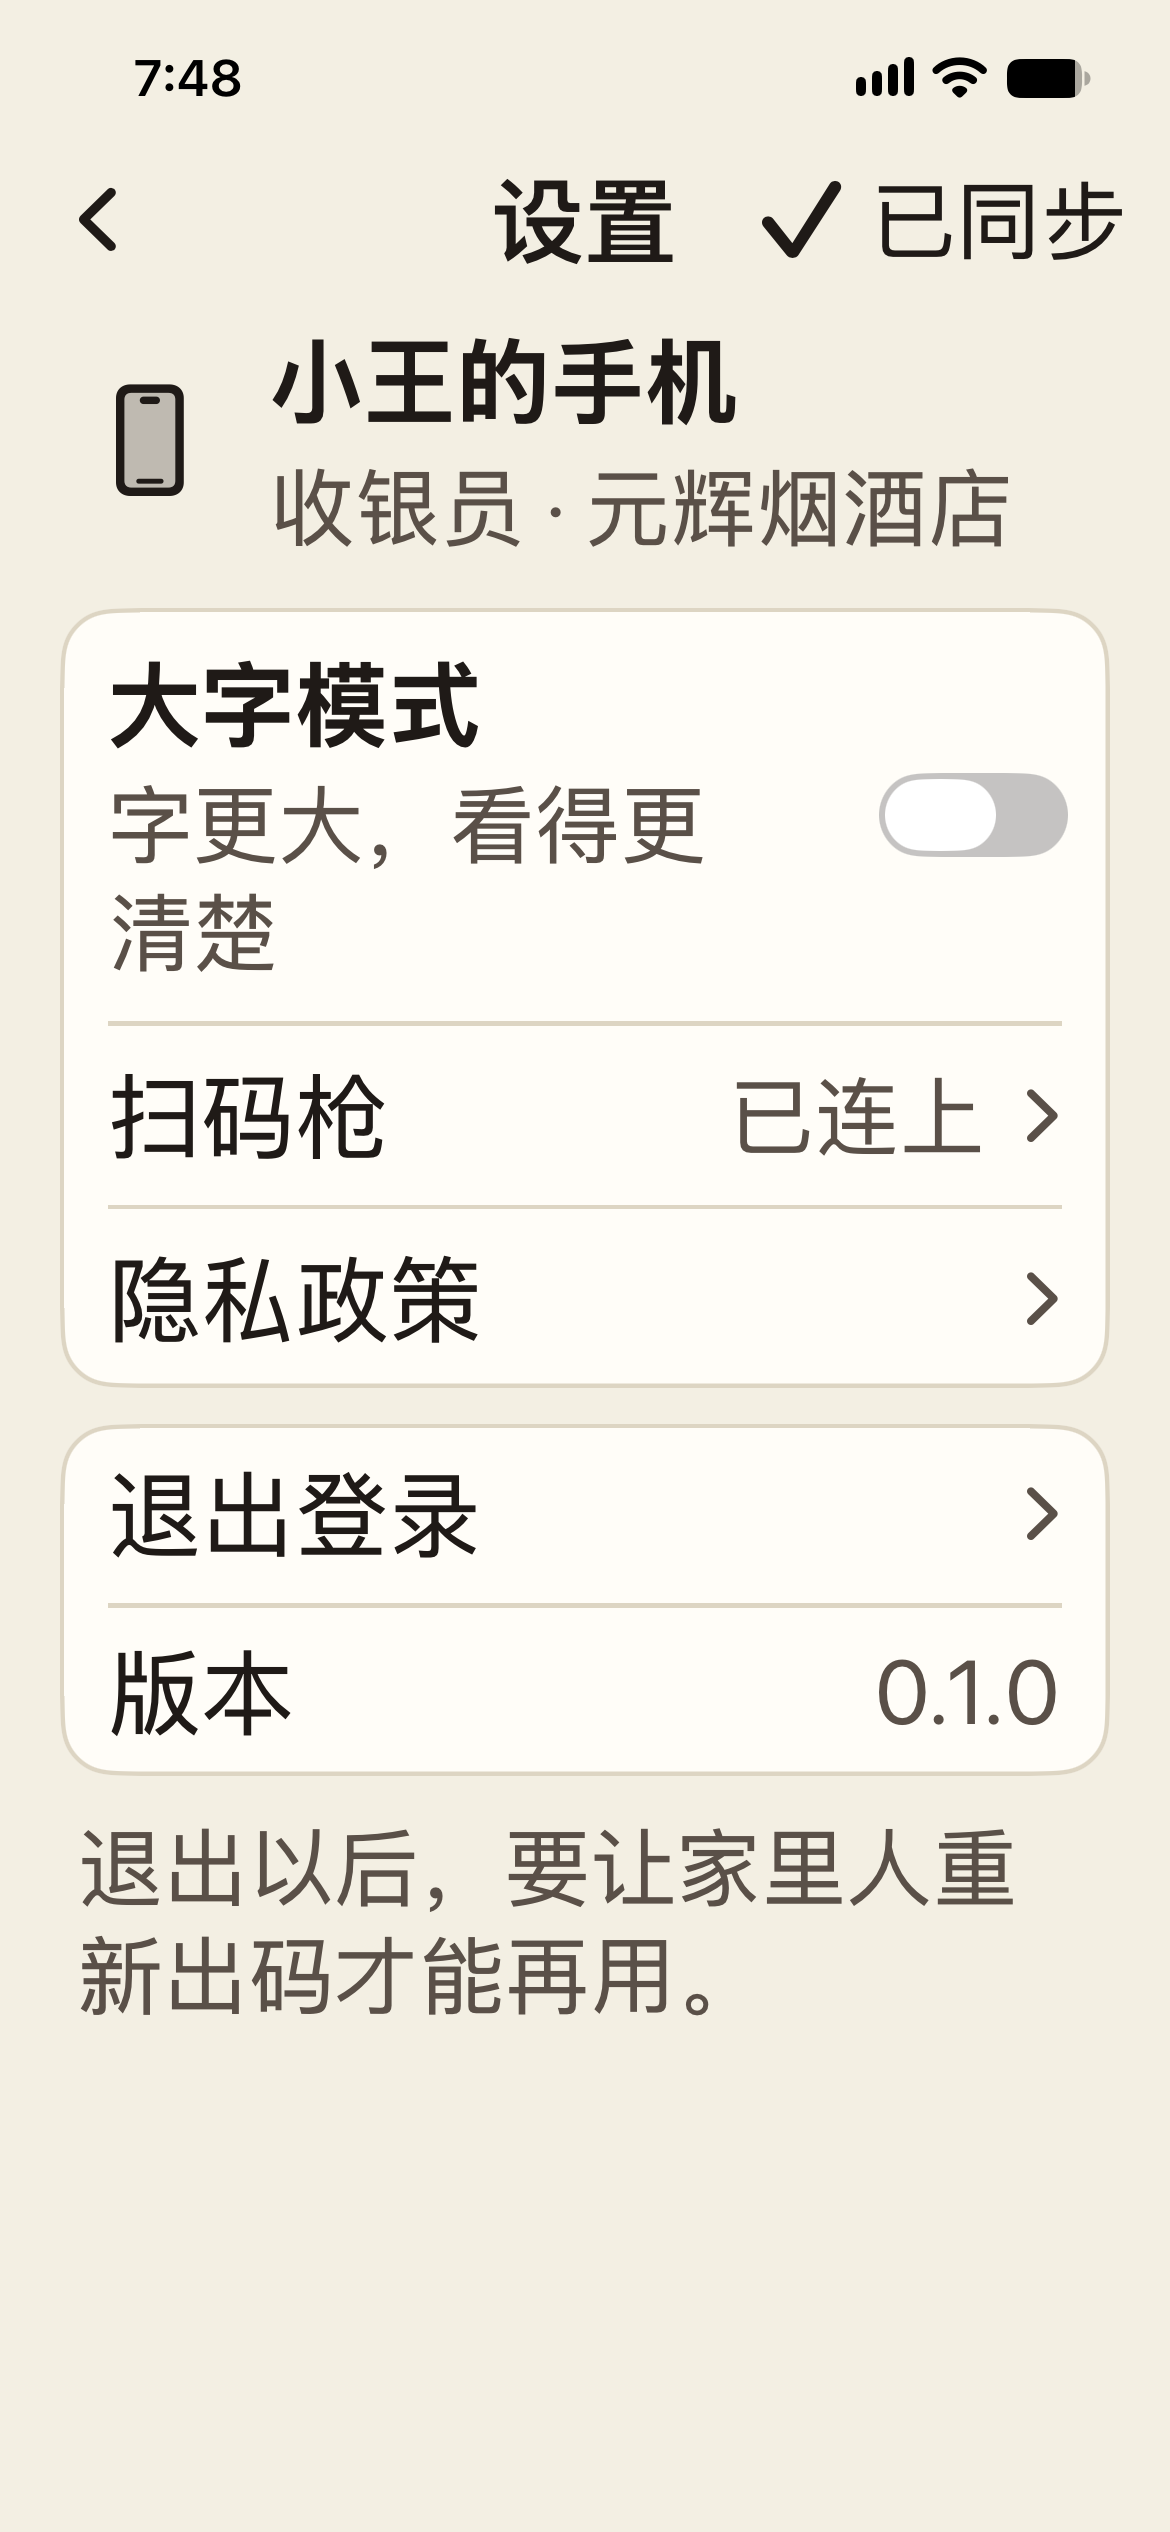 7:48
设置 已同步
小王的手机
收银员 · 元辉烟酒店
大字模式
字更大，看得更
清楚
扫码枪 已连上
隐私政策
退出登录
版本 0.1.0
退出以后，要让家里人重
新出码才能再用。